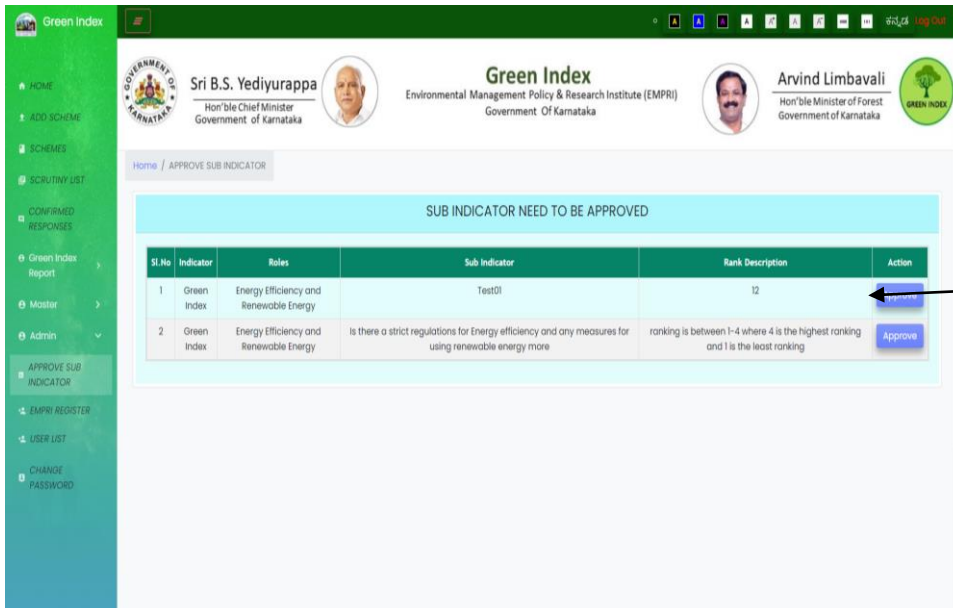 Green Index
A A A A A A A A ಕನ್ನಡ Log Out
HOME
ADD SCHEME
SCHEMES
SCRUTINY LIST
CONFIRMED
RESPONSES
Green Index
Report
Master
Admin
APPROVE SUB
INDICATOR
EMPRI REGISTER
USER LIST
CHANGE
PASSWORD
GOVERNMENT OF KARNATAKA
Sri B.S. Yediyurappa
Hon'ble Chief Minister
Government of Karnataka
Green Index
Environmental Management Policy & Research Institute (EMPRI)
Government Of Karnataka
Arvind Limbavali
Hon'ble Minister of Forest
Government of Karnataka
GREEN INDEX
Home / APPROVE SUB INDICATOR
SUB INDICATOR NEED TO BE APPROVED
Sl.No Indicator Roles Sub Indicator Rank Description Action
1 Green Energy Efficiency and Test01 12 Approve
Index Renewable Energy
2 Green Energy Efficiency and Is there a strict regulations for Energy efficiency and any measures for ranking is between 1-4 where 4 is the highest ranking Approve
Index Renewable Energy using renewable energy more and 1 is the least ranking